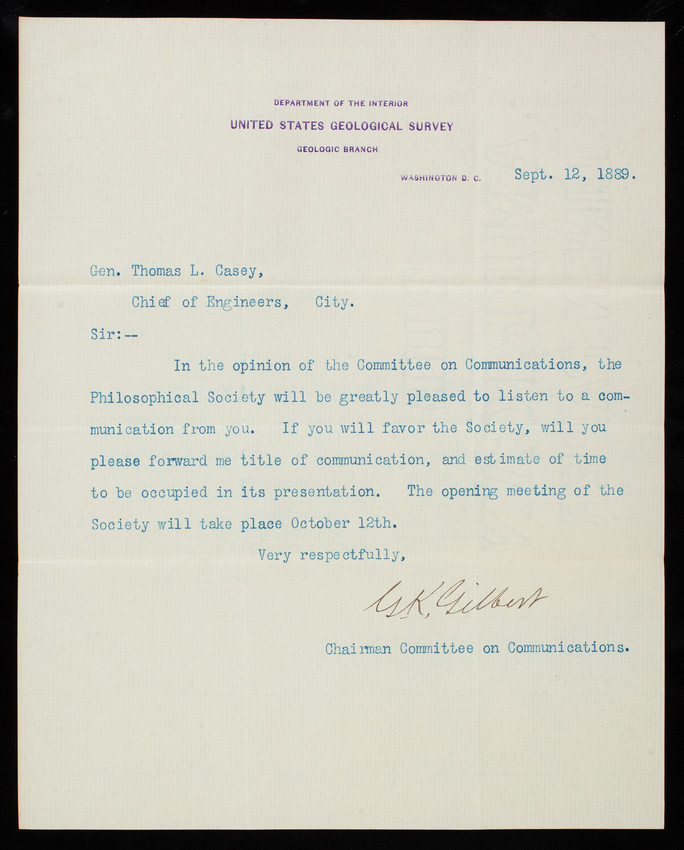 DEPARTMENT OF THE INTERIOR
UNITED STATES GEOLOGICAL SURVEY
GEOLOGIC BRANCH
WASHINGTON D. C. Sept. 12, 1889.
Gen. Thomas L. Casey,
Chief of Engineers, City.
Sir:--
In the opinion of the Committee on Communications, the
Philosophical Society will be greatly pleased to listen to a com-
munication from you. If you will favor the Society, will you
please forward me title of communication, and estimate of time
to be occupied in its presentation. The opening meeting of the
Society will take place October 12th.
Very respectfully,
G.K. Gilbert
Chairman Committee on Communications.